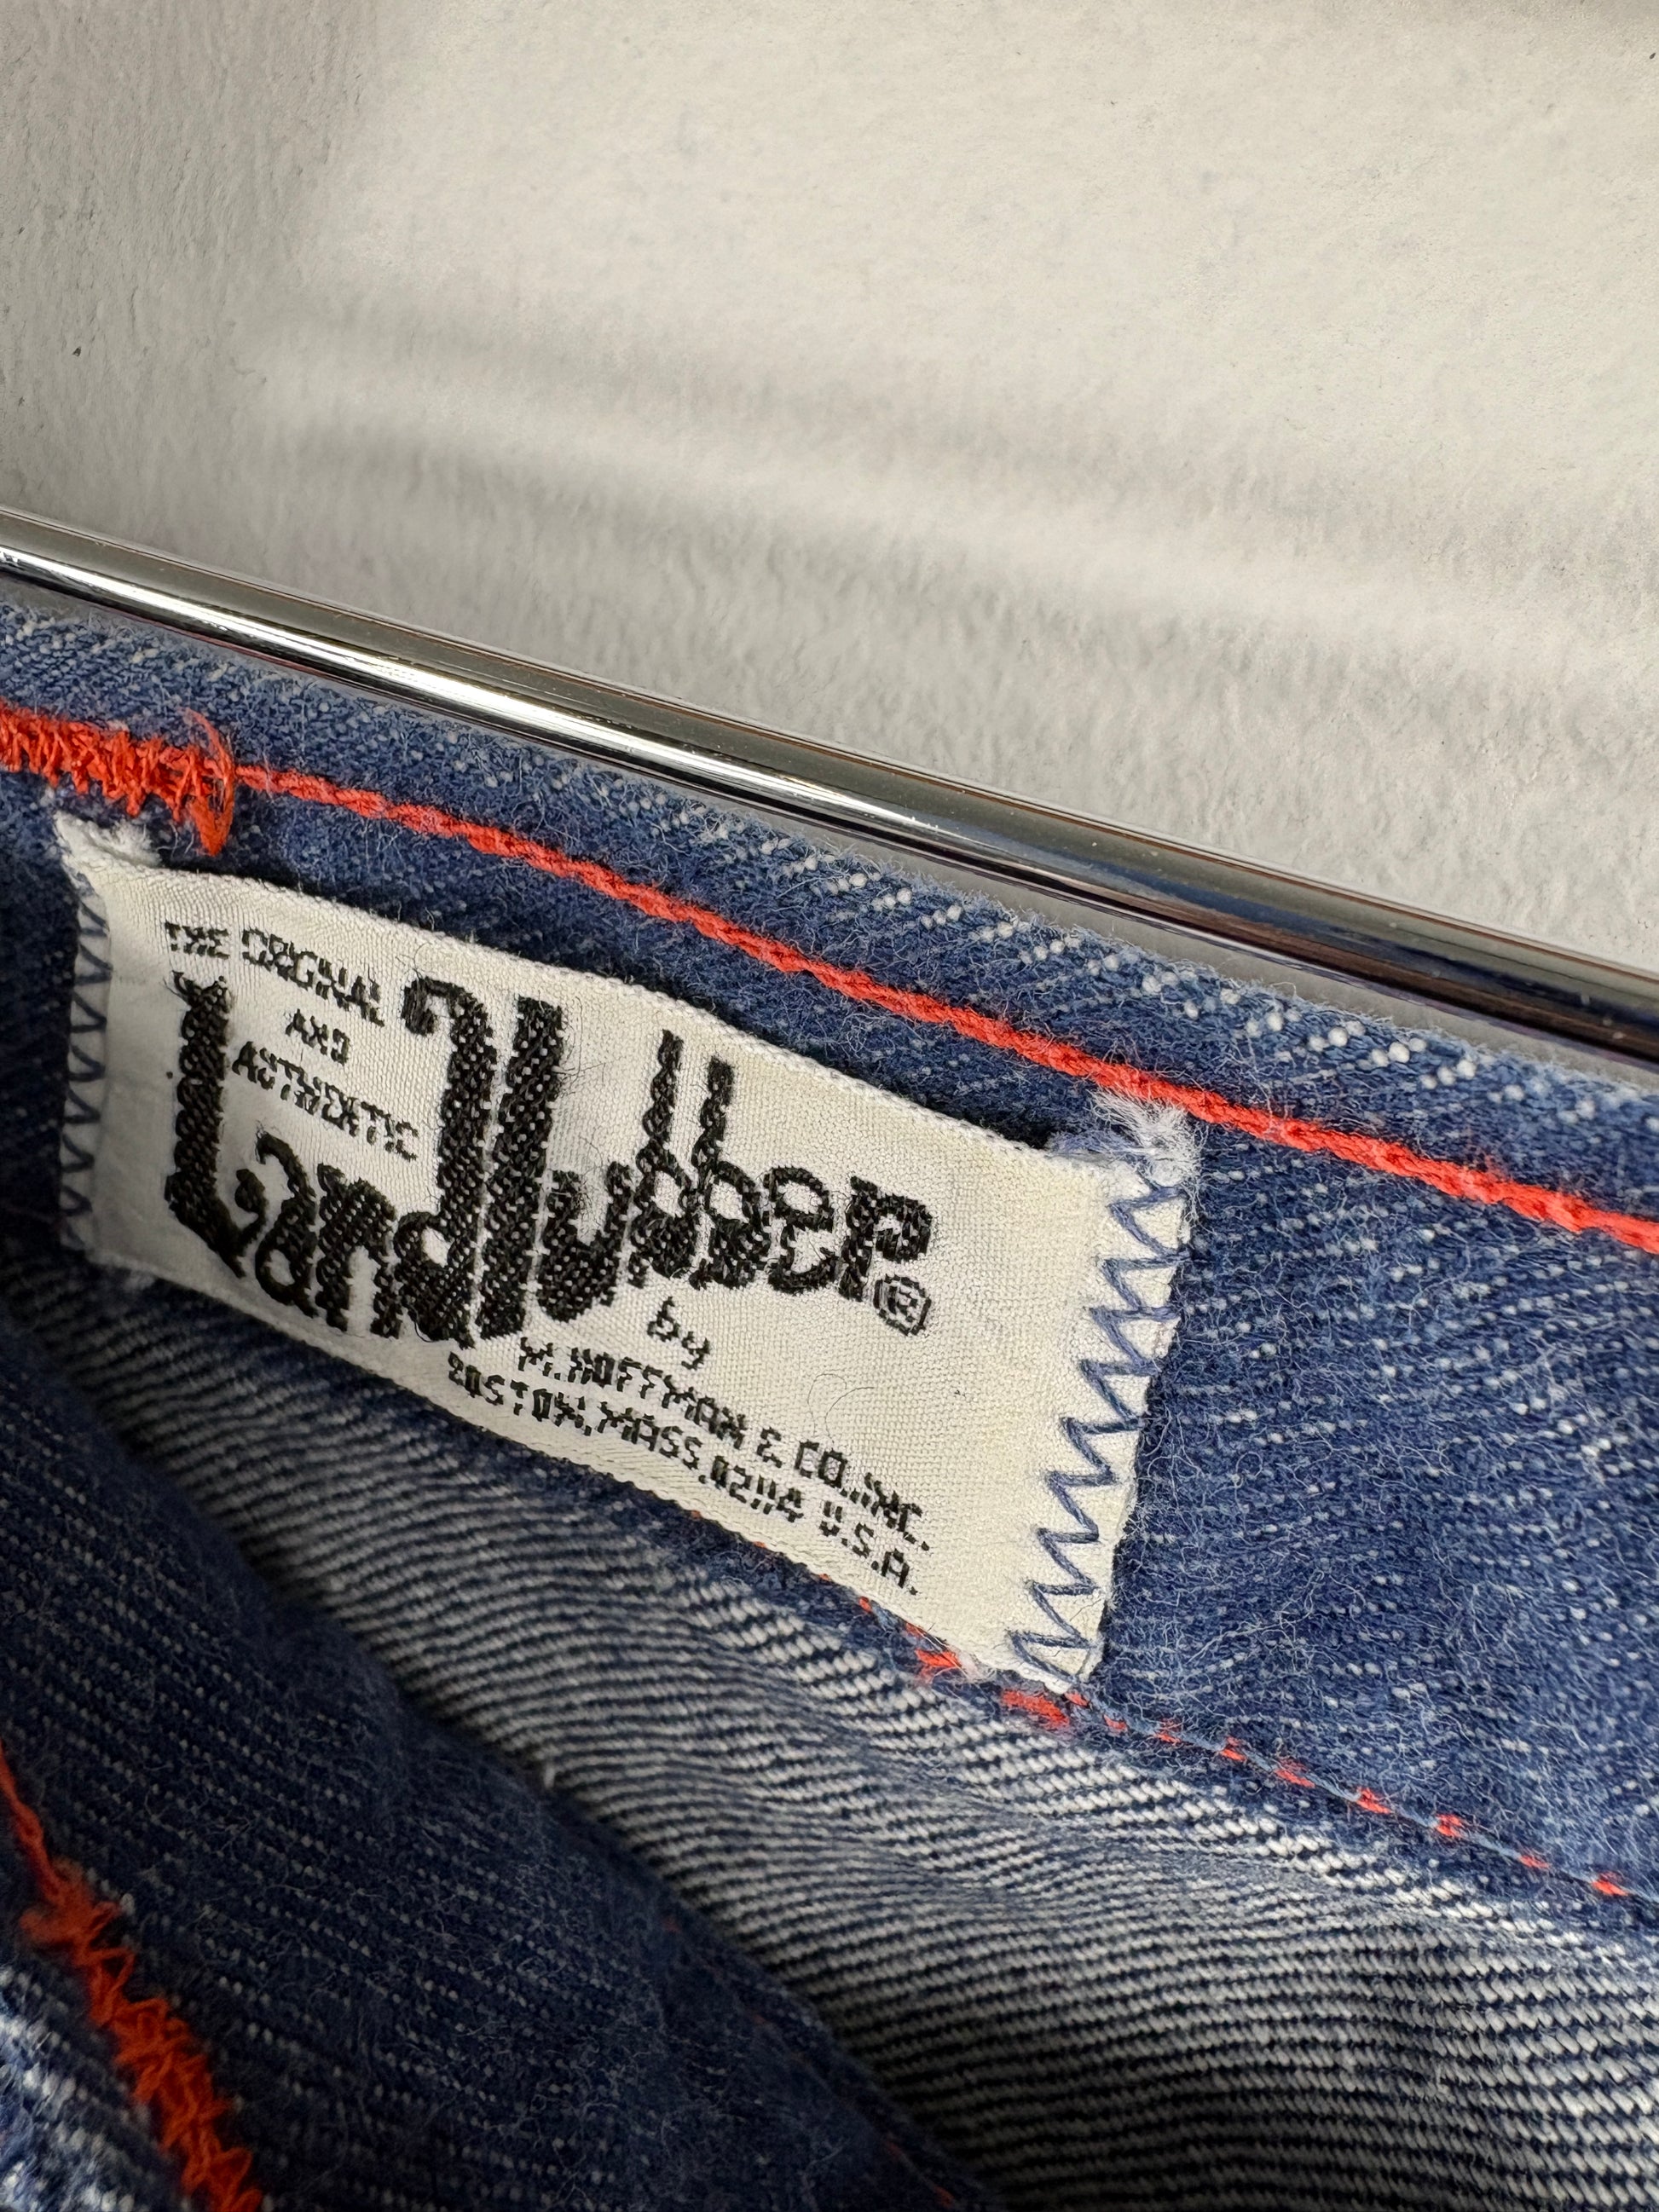 THE ORIGINAL
AND
AUTHENTIC
Landlubber®
by
M. HOFFMAN & CO., INC.
BOSTON, MASS. 02114 U.S.A.